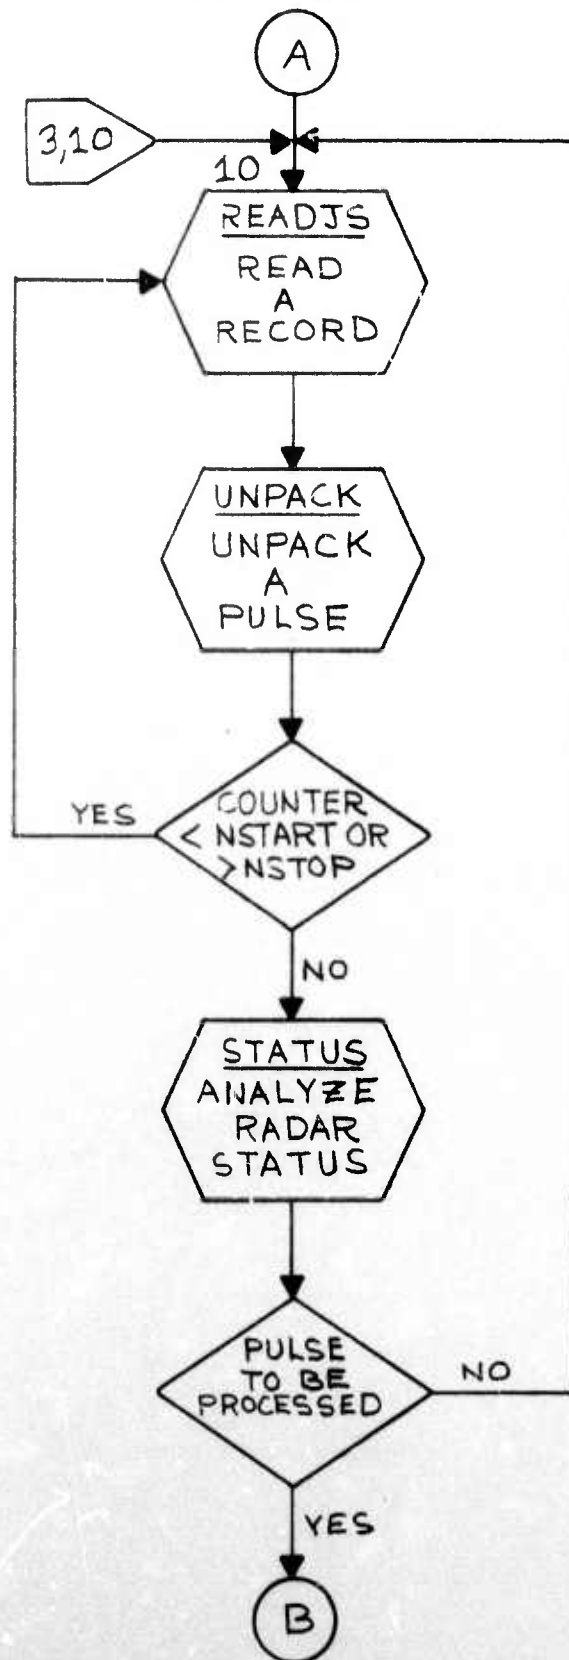 A
3,10
10
READJS
READ
A
RECORD
UNPACK
UNPACK
A
PULSE
COUNTER
< NSTART OR
> NSTOP
YES
NO
STATUS
ANALYZE
RADAR
STATUS
PULSE
TO BE
PROCESSED
NO
YES
B